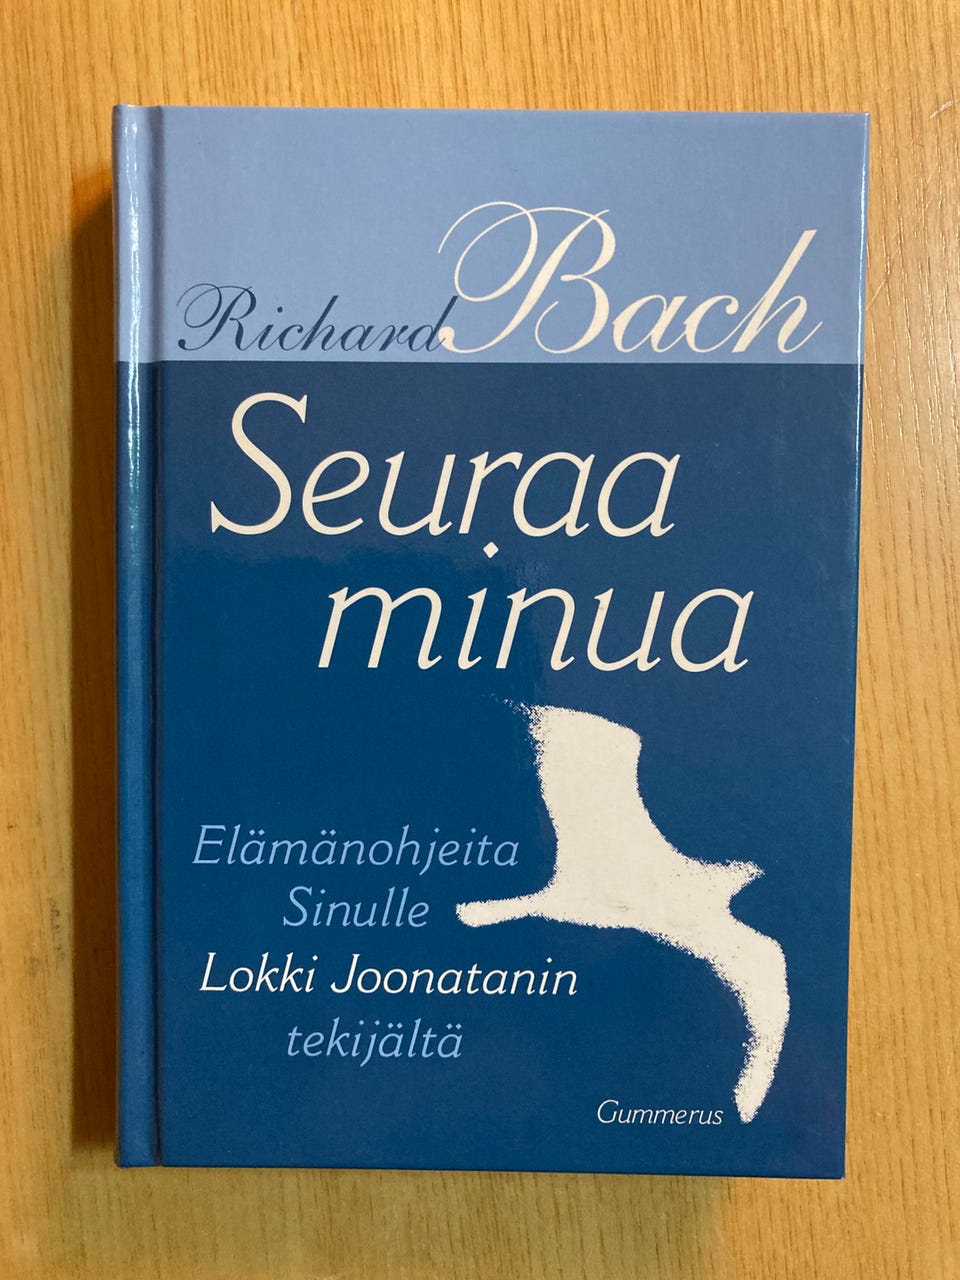 Richard Bach
Seuraa
minua
Elämänohjeita
Sinulle
Lokki Joonatanin
tekijältä
Gummerus